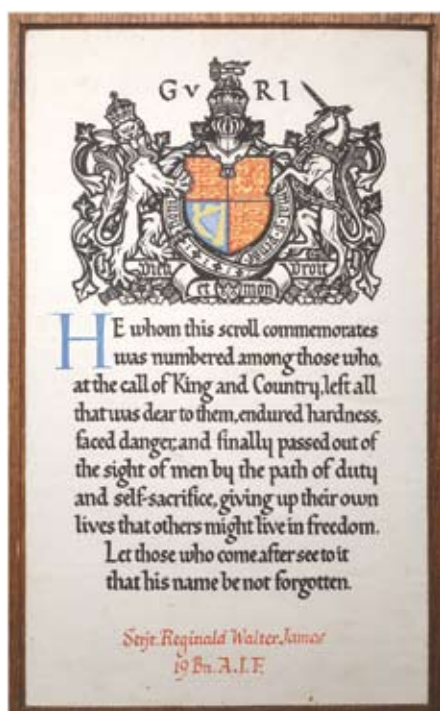 G V R I
Dieu et mon Droit
HE whom this scroll commemorates
was numbered among those who,
at the call of King and Country, left all
that was dear to them, endured hardness,
faced danger, and finally passed out of
the sight of men by the path of duty
and self-sacrifice, giving up their own
lives that others might live in freedom.
Let those who come after see to it
that his name be not forgotten.
Serjt. Reginald Walter James
19 Bn. A.I.F.